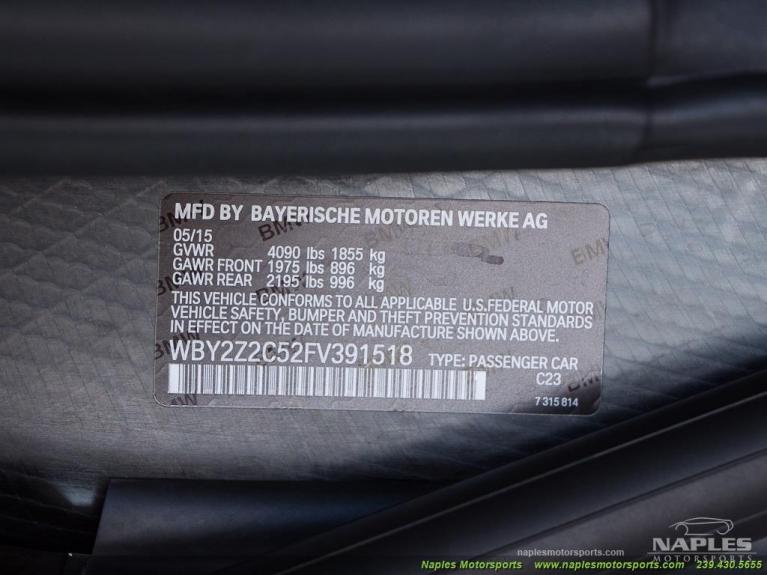 MFD BY BAYERISCHE MOTOREN WERKE AG
05/15
GVWR 4090 lbs 1855 kg
GAWR FRONT 1975 lbs 896 kg
GAWR REAR 2195 lbs 996 kg
THIS VEHICLE CONFORMS TO ALL APPLICABLE U.S.FEDERAL MOTOR
VEHICLE SAFETY, BUMPER AND THEFT PREVENTION STANDARDS
IN EFFECT ON THE DATE OF MANUFACTURE SHOWN ABOVE.
WBY2Z2C52FV391518 TYPE: PASSENGER CAR
C23
7 315 814
NAPLES
MOTORSPORTS
naplesmotorsports.com
Naples Motorsports www.naplesmotorsports.com 239.430.5655